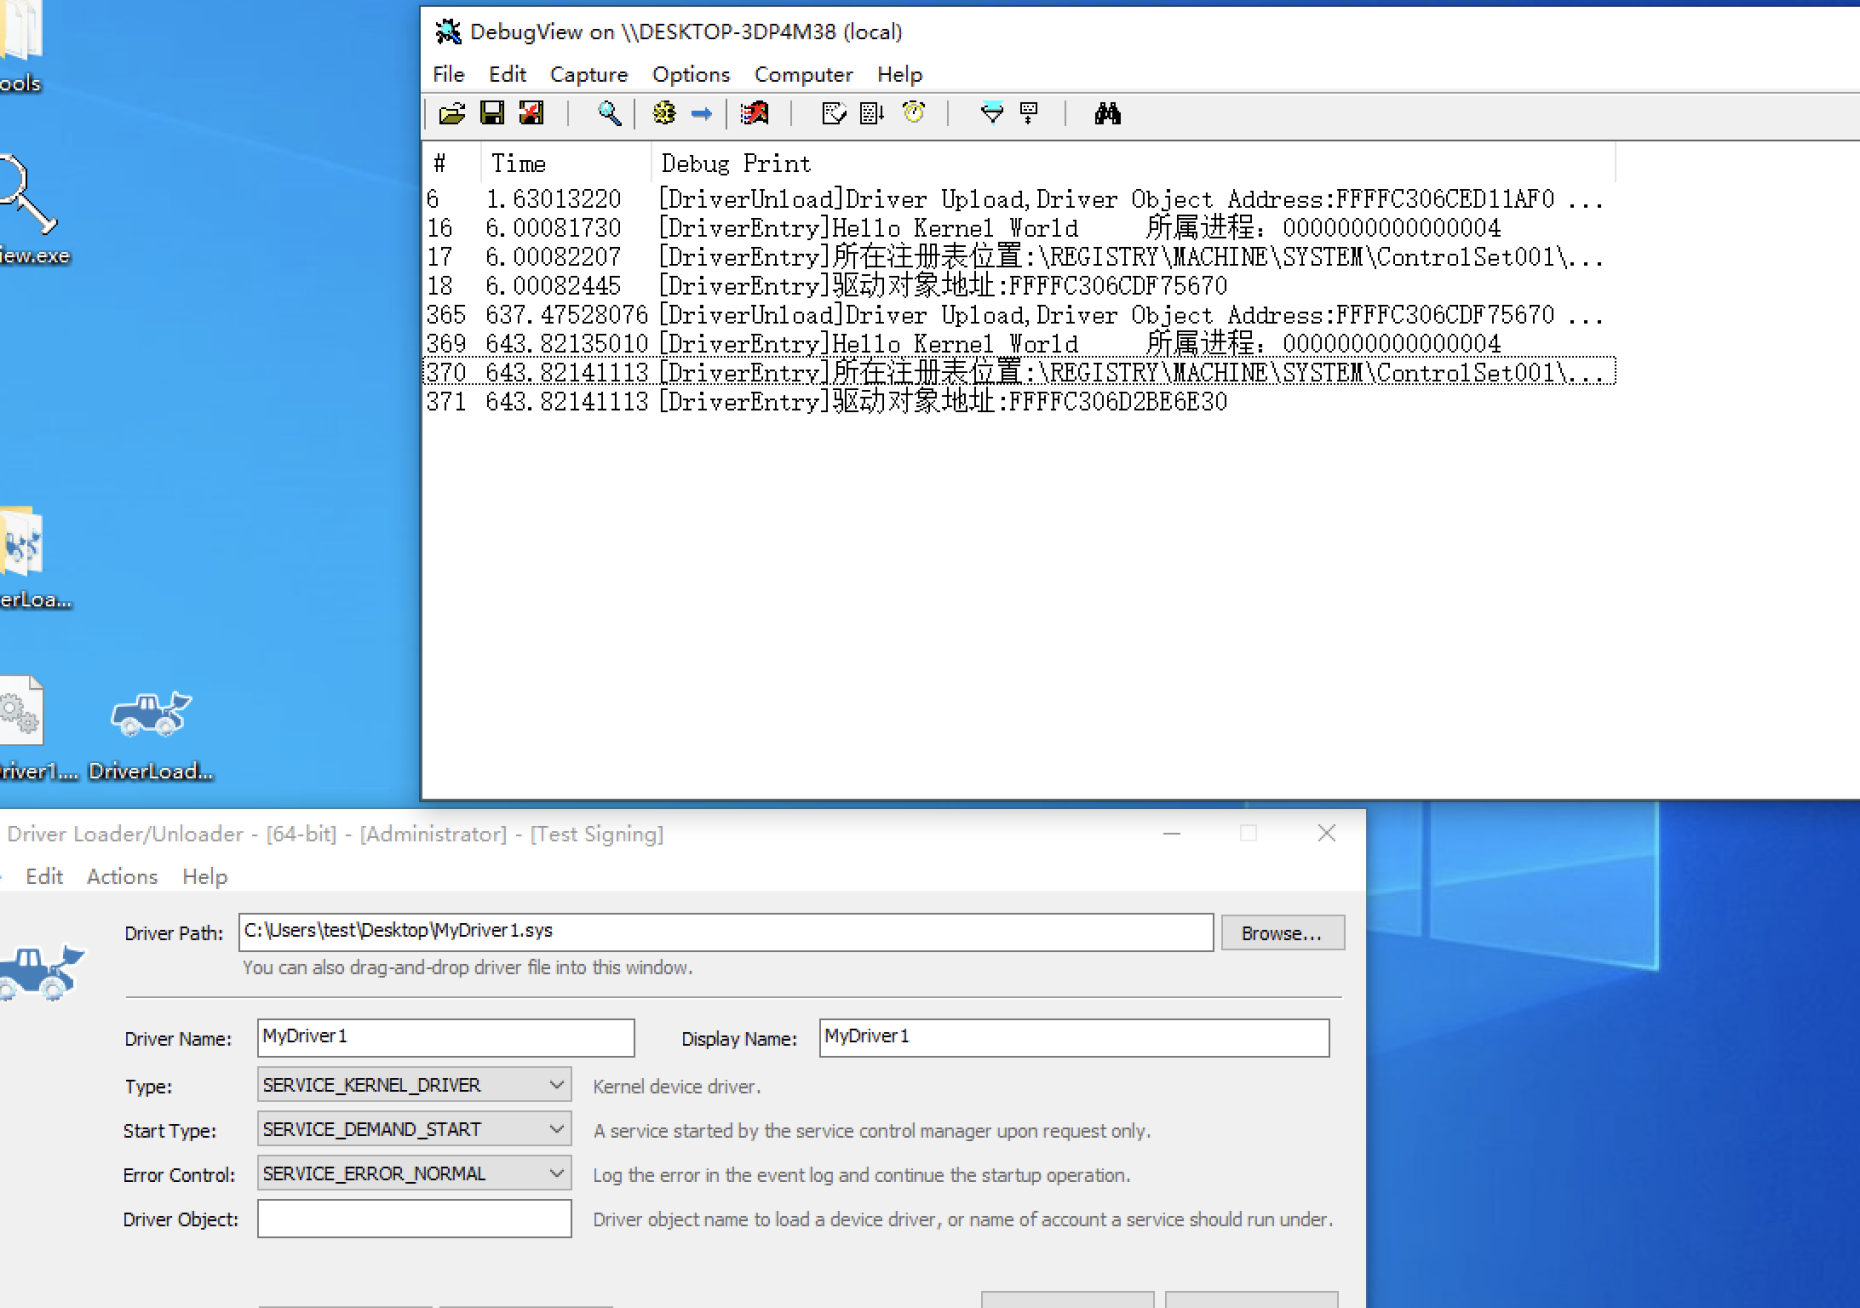 DebugView on \\DESKTOP-3DP4M38 (local)
File Edit Capture Options Computer Help
# Time Debug Print
6 1.63013220 [DriverUnload]Driver Upload,Driver Object Address:FFFFC306CED11AF0 ...
16 6.00081730 [DriverEntry]Hello Kernel World 所属进程: 0000000000000004
17 6.00082207 [DriverEntry]所在注册表位置:\REGISTRY\MACHINE\SYSTEM\ControlSet001\...
18 6.00082445 [DriverEntry]驱动对象地址:FFFFC306CDF75670
365 637.47528076 [DriverUnload]Driver Upload,Driver Object Address:FFFFC306CDF75670 ...
369 643.82135010 [DriverEntry]Hello Kernel World 所属进程: 0000000000000004
370 643.82141113 [DriverEntry]所在注册表位置:\REGISTRY\MACHINE\SYSTEM\ControlSet001\...
371 643.82141113 [DriverEntry]驱动对象地址:FFFFC306D2BE6E30
ools
iew.exe
erLoa...
river1....
DriverLoad...
Driver Loader/Unloader - [64-bit] - [Administrator] - [Test Signing]
Edit Actions Help
Driver Path: C:\Users\test\Desktop\MyDriver1.sys Browse...
You can also drag-and-drop driver file into this window.
Driver Name: MyDriver1 Display Name: MyDriver1
Type: SERVICE_KERNEL_DRIVER Kernel device driver.
Start Type: SERVICE_DEMAND_START A service started by the service control manager upon request only.
Error Control: SERVICE_ERROR_NORMAL Log the error in the event log and continue the startup operation.
Driver Object: Driver object name to load a device driver, or name of account a service should run under.